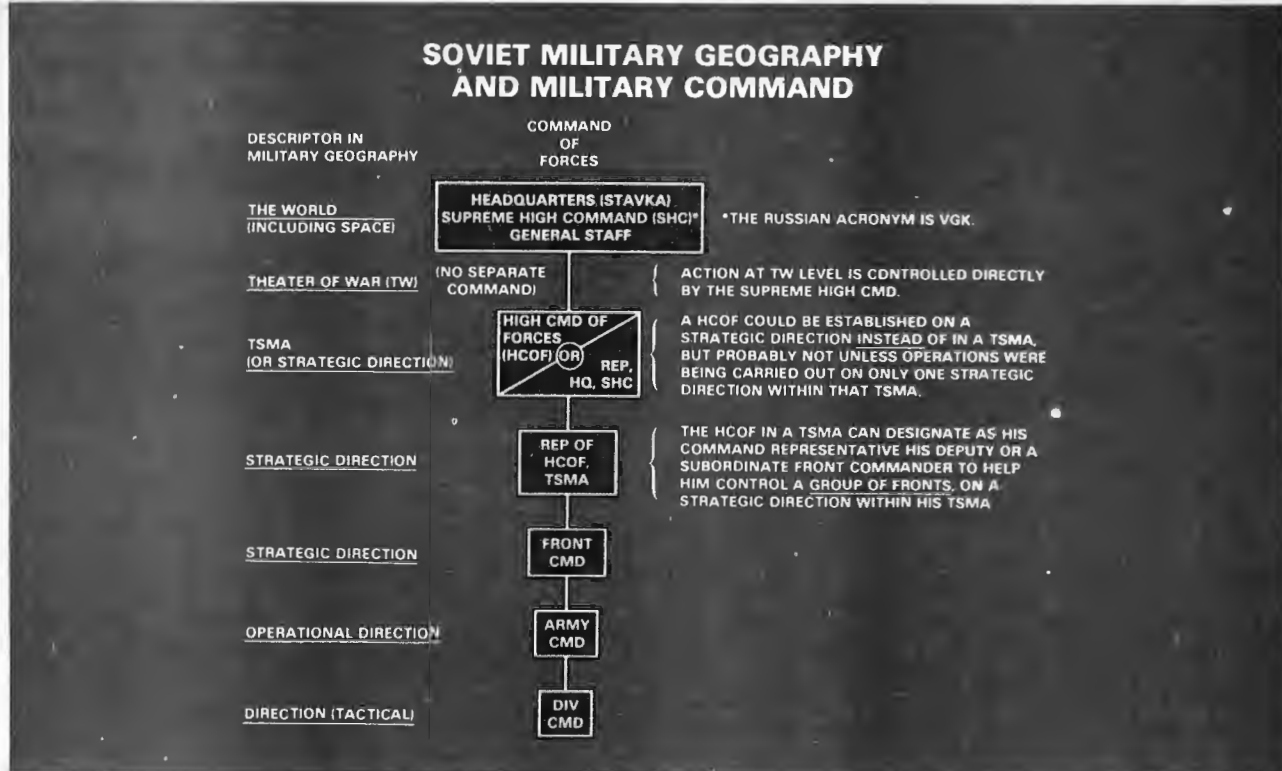 SOVIET MILITARY GEOGRAPHY
AND MILITARY COMMAND
DESCRIPTOR IN
MILITARY GEOGRAPHY
COMMAND
OF
FORCES
THE WORLD
(INCLUDING SPACE)
HEADQUARTERS (STAVKA)
SUPREME HIGH COMMAND (SHC)*
GENERAL STAFF
*THE RUSSIAN ACRONYM IS VGK.
THEATER OF WAR (TW)
(NO SEPARATE
COMMAND)
ACTION AT TW LEVEL IS CONTROLLED DIRECTLY
BY THE SUPREME HIGH CMD.
TSMA
(OR STRATEGIC DIRECTION)
HIGH CMD OF
FORCES
(HCOF) OR
REP,
HQ, SHC
A HCOF COULD BE ESTABLISHED ON A
STRATEGIC DIRECTION INSTEAD OF IN A TSMA,
BUT PROBABLY NOT UNLESS OPERATIONS WERE
BEING CARRIED OUT ON ONLY ONE STRATEGIC
DIRECTION WITHIN THAT TSMA.
STRATEGIC DIRECTION
REP OF
HCOF,
TSMA
THE HCOF IN A TSMA CAN DESIGNATE AS HIS
COMMAND REPRESENTATIVE HIS DEPUTY OR A
SUBORDINATE FRONT COMMANDER TO HELP
HIM CONTROL A GROUP OF FRONTS, ON A
STRATEGIC DIRECTION WITHIN HIS TSMA
STRATEGIC DIRECTION
FRONT
CMD
OPERATIONAL DIRECTION
ARMY
CMD
DIRECTION (TACTICAL)
DIV
CMD